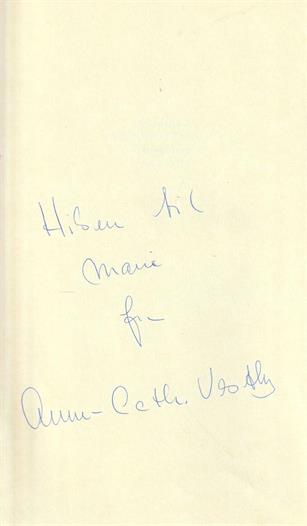 Hilsen til
Marie
fra
Anne-Cath. Vestly